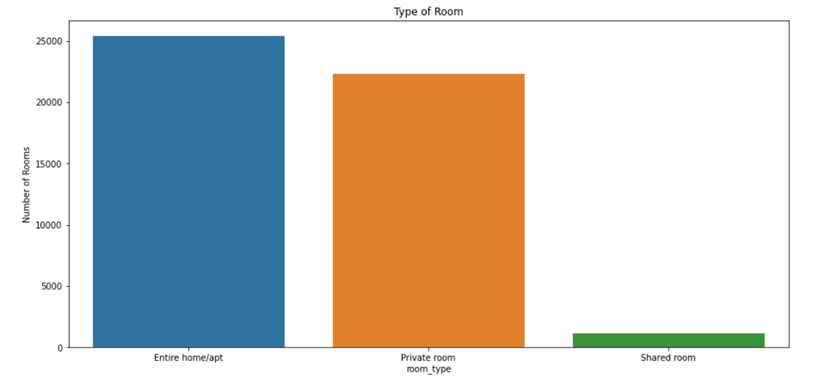 Type of Room
Number of Rooms
25000
20000
15000
10000
5000
0
Entire home/apt Private room Shared room
room_type